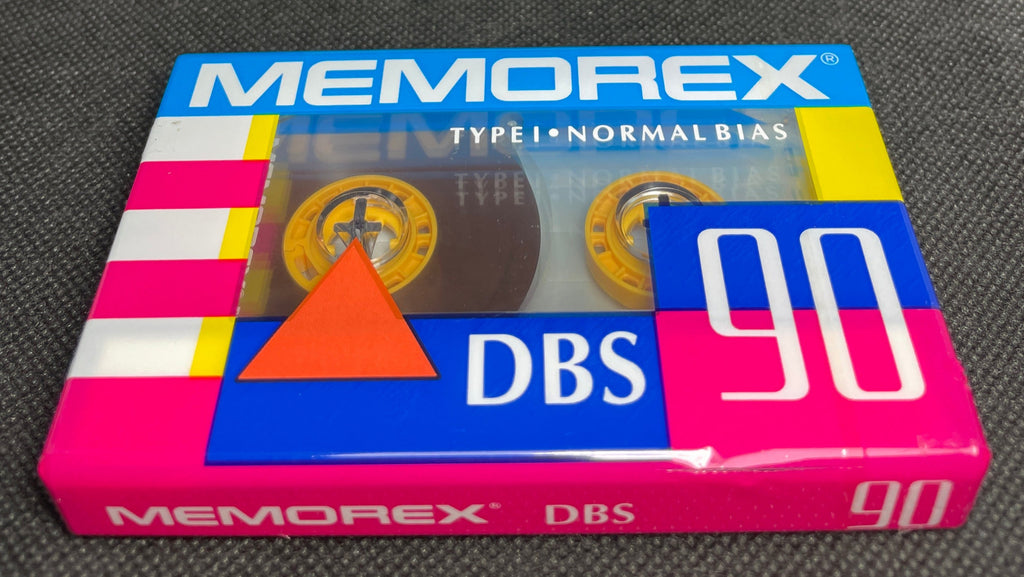 MEMOREX®
TYPE I • NORMAL BIAS
DBS
90
MEMOREX® DBS 90